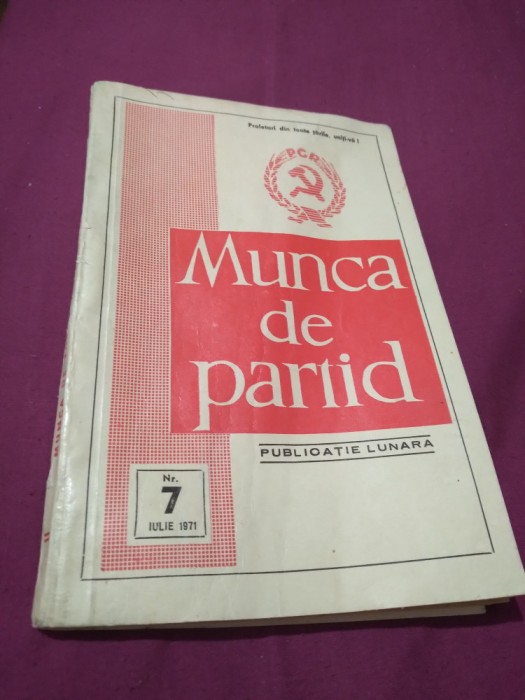 Proletari din toate țările, uniți-vă !
PCR
Munca
de
partid
PUBLICAȚIE LUNARĂ
Nr.
7
IULIE 1971